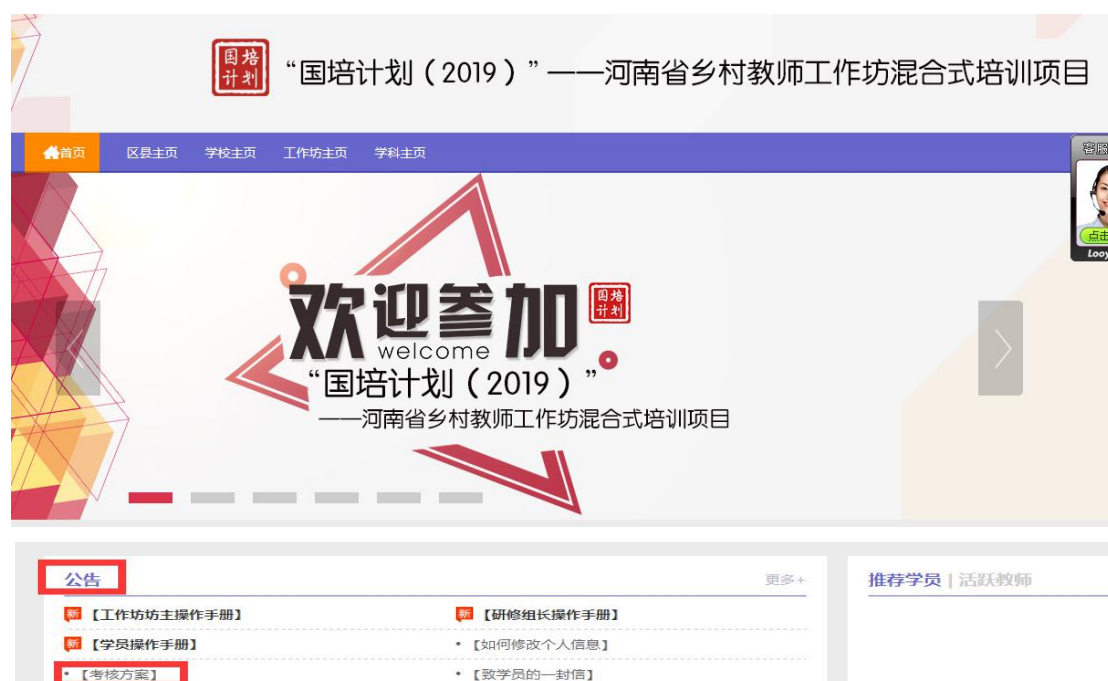 国培
计划
“国培计划（2019）”——河南省乡村教师工作坊混合式培训项目
首页 区县主页 学校主页 工作坊主页 学科主页
客服
点击
Looy
欢迎参加
国培
计划
welcome
“国培计划（2019）”
——河南省乡村教师工作坊混合式培训项目
公告 更多+ 推荐学员 | 活跃教师
新 【工作坊坊主操作手册】 新 【研修组长操作手册】
新 【学员操作手册】 • 【如何修改个人信息】
• 【考核方案】 • 【致学员的一封信】